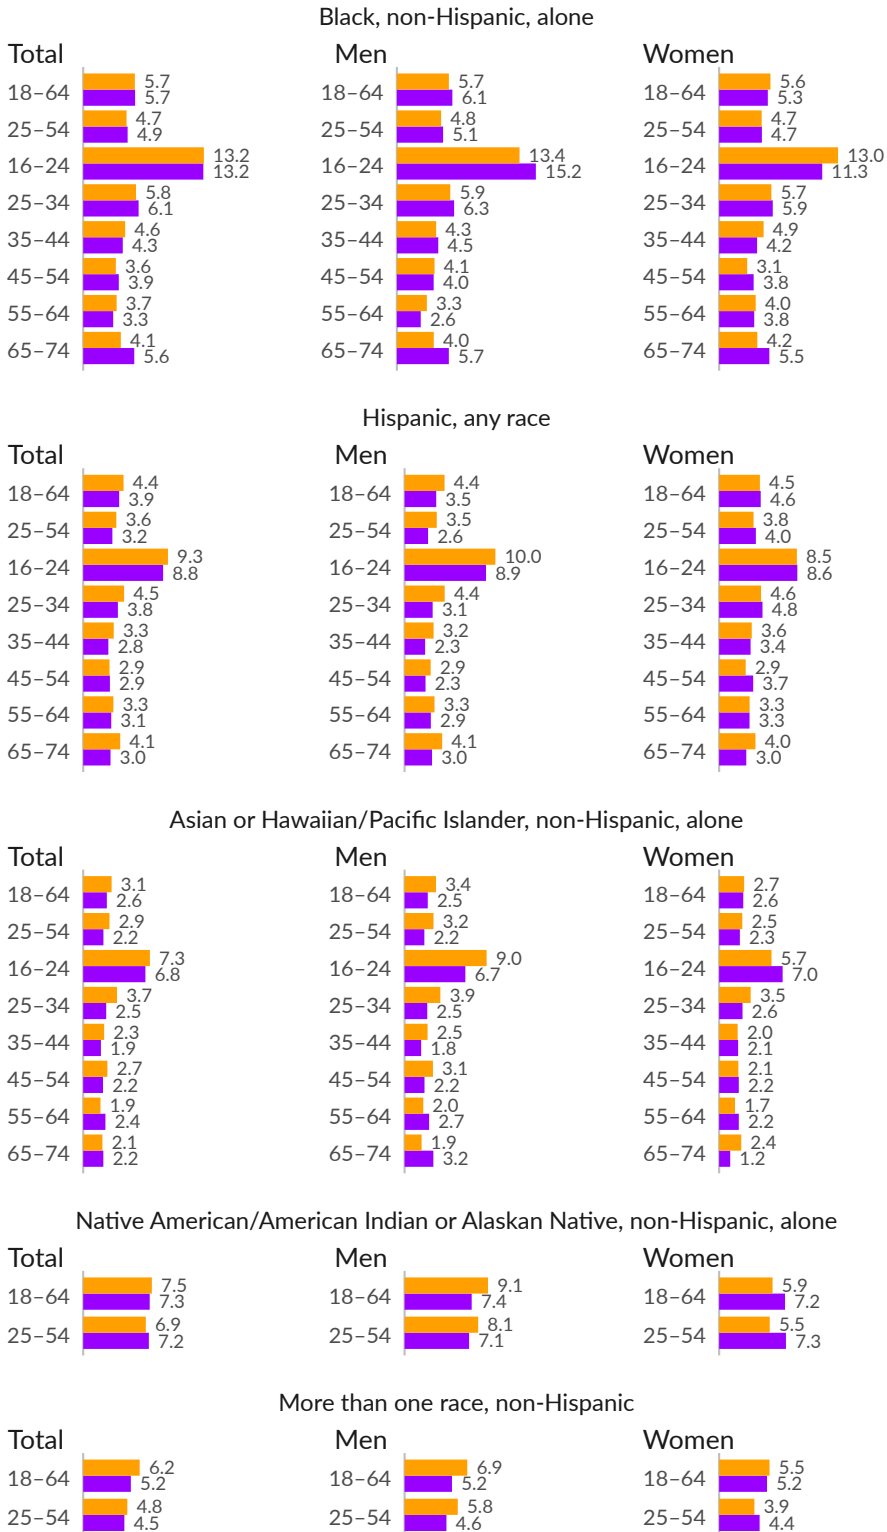 Black, non-Hispanic, alone
Total Men Women
18–64 5.7 5.7 18–64 5.7 6.1 18–64 5.6 5.3
25–54 4.7 4.9 25–54 4.8 5.1 25–54 4.7 4.7
16–24 13.2 13.2 16–24 13.4 15.2 16–24 13.0 11.3
25–34 5.8 6.1 25–34 5.9 6.3 25–34 5.7 5.9
35–44 4.6 4.3 35–44 4.3 4.5 35–44 4.9 4.2
45–54 3.6 3.9 45–54 4.1 4.0 45–54 3.1 3.8
55–64 3.7 3.3 55–64 3.3 2.6 55–64 4.0 3.8
65–74 4.1 5.6 65–74 4.0 5.7 65–74 4.2 5.5
Hispanic, any race
Total Men Women
18–64 4.4 3.9 18–64 4.4 3.5 18–64 4.5 4.6
25–54 3.6 3.2 25–54 3.5 2.6 25–54 3.8 4.0
16–24 9.3 8.8 16–24 10.0 8.9 16–24 8.5 8.6
25–34 4.5 3.8 25–34 4.4 3.1 25–34 4.6 4.8
35–44 3.3 2.8 35–44 3.2 2.3 35–44 3.6 3.4
45–54 2.9 2.9 45–54 2.9 2.3 45–54 2.9 3.7
55–64 3.3 3.1 55–64 3.3 2.9 55–64 3.3 3.3
65–74 4.1 3.0 65–74 4.1 3.0 65–74 4.0 3.0
Asian or Hawaiian/Pacific Islander, non-Hispanic, alone
Total Men Women
18–64 3.1 2.6 18–64 3.4 2.5 18–64 2.7 2.6
25–54 2.9 2.2 25–54 3.2 2.2 25–54 2.5 2.3
16–24 7.3 6.8 16–24 9.0 6.7 16–24 5.7 7.0
25–34 3.7 2.5 25–34 3.9 2.5 25–34 3.5 2.6
35–44 2.3 1.9 35–44 2.5 1.8 35–44 2.0 2.1
45–54 2.7 2.2 45–54 3.1 2.2 45–54 2.1 2.2
55–64 1.9 2.4 55–64 2.0 2.7 55–64 1.7 2.2
65–74 2.1 2.2 65–74 1.9 3.2 65–74 2.4 1.2
Native American/American Indian or Alaskan Native, non-Hispanic, alone
Total Men Women
18–64 7.5 7.3 18–64 9.1 7.4 18–64 5.9 7.2
25–54 6.9 7.2 25–54 8.1 7.1 25–54 5.5 7.3
More than one race, non-Hispanic
Total Men Women
18–64 6.2 5.2 18–64 6.9 5.2 18–64 5.5 5.2
25–54 4.8 4.5 25–54 5.8 4.6 25–54 3.9 4.4